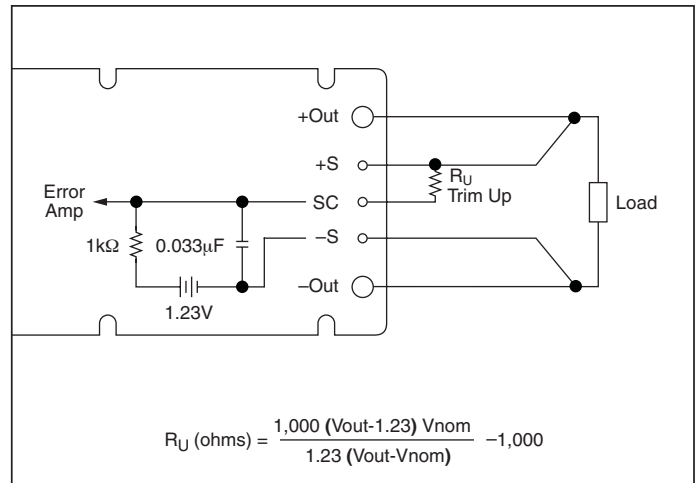 +Out
+S
RU
Trim Up
Error
Amp
SC
Load
1kΩ
0.033µF
–S
–Out
1.23V
RU (ohms) = 1,000 (Vout-1.23) Vnom / 1.23 (Vout-Vnom) –1,000